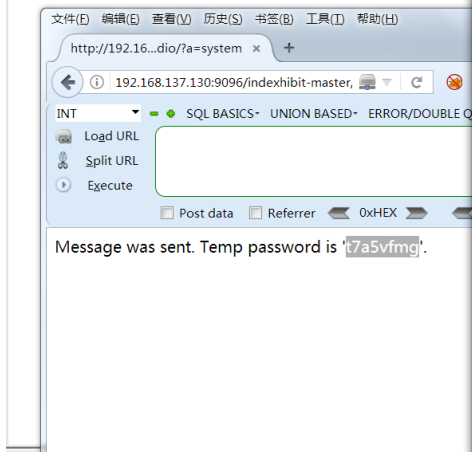 文件(F) 编辑(E) 查看(V) 历史(S) 书签(B) 工具(T) 帮助(H)
http://192.16...dio/?a=system × +
192.168.137.130:9096/indexhibit-master,
INT SQL BASICS UNION BASED ERROR/DOUBLE Q
Load URL
Split URL
Execute
Post data Referrer 0xHEX
Message was sent. Temp password is 't7a5vfmg'.